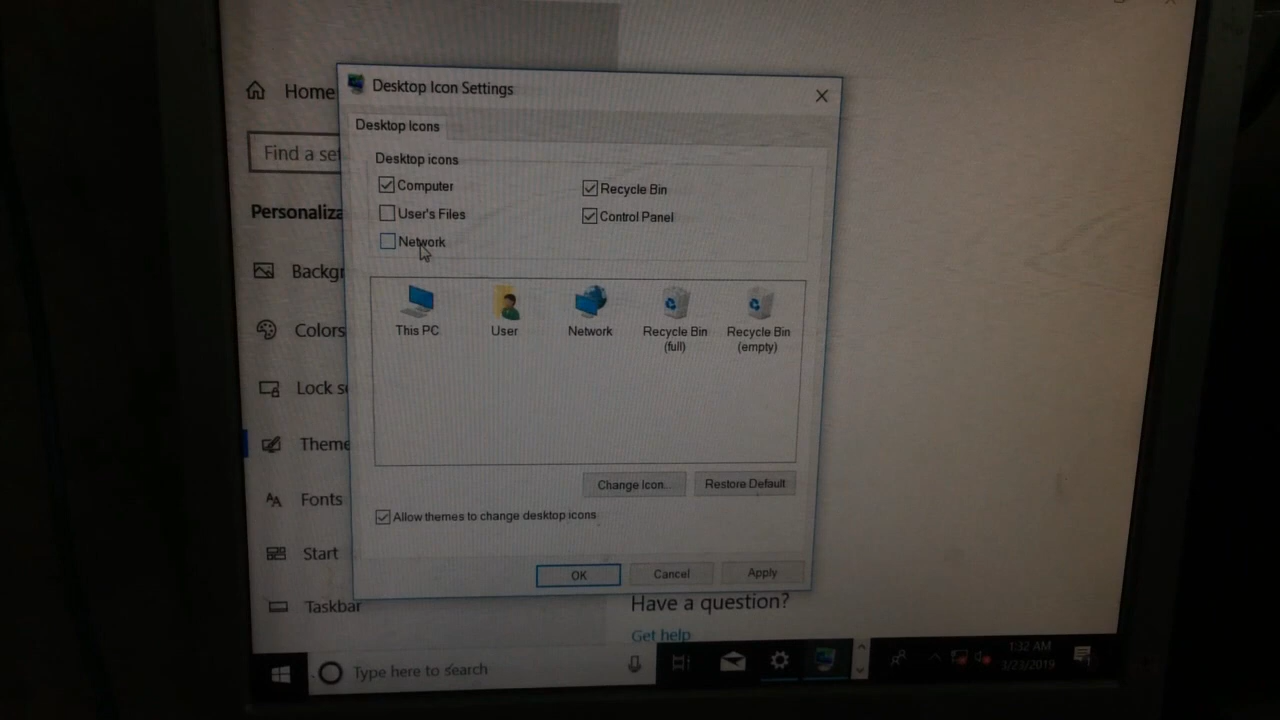 Desktop Icon Settings
Home
Desktop Icons
Find a set
Desktop icons
Computer
Recycle Bin
Personaliza
User's Files
Control Panel
Network
Backgr
This PC
User
Network
Recycle Bin
(full)
Recycle Bin
(empty)
Colors
Lock s
Theme
Change Icon...
Restore Default
Fonts
Allow themes to change desktop icons
Start
OK
Cancel
Apply
Taskbar
Have a question?
Get help
Type here to search
1:32 AM
3/23/2019